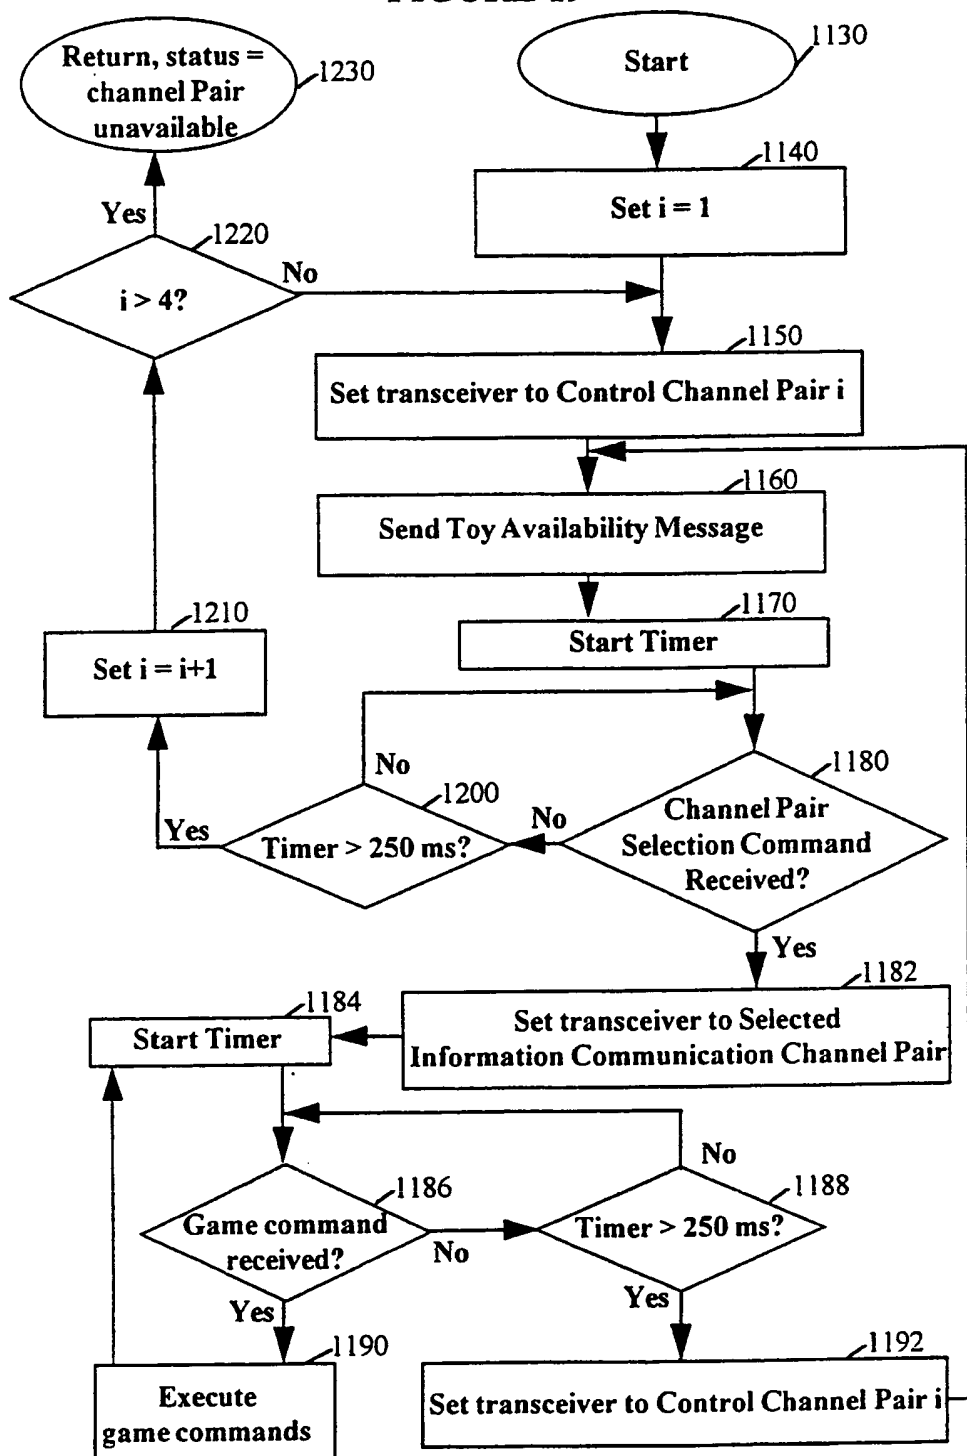 Return, status =
channel Pair
unavailable
1230
Start
1130
1140
Set i = 1
Yes
1220
i > 4?
No
1150
Set transceiver to Control Channel Pair i
1160
Send Toy Availability Message
1170
Start Timer
1210
Set i = i+1
No
1200
Timer > 250 ms?
Yes
No
1180
Channel Pair
Selection Command
Received?
Yes
1182
Set transceiver to Selected
Information Communication Channel Pair
1184
Start Timer
No
1186
Game command
received?
No
1188
Timer > 250 ms?
Yes
Yes
1190
Execute
game commands
1192
Set transceiver to Control Channel Pair i